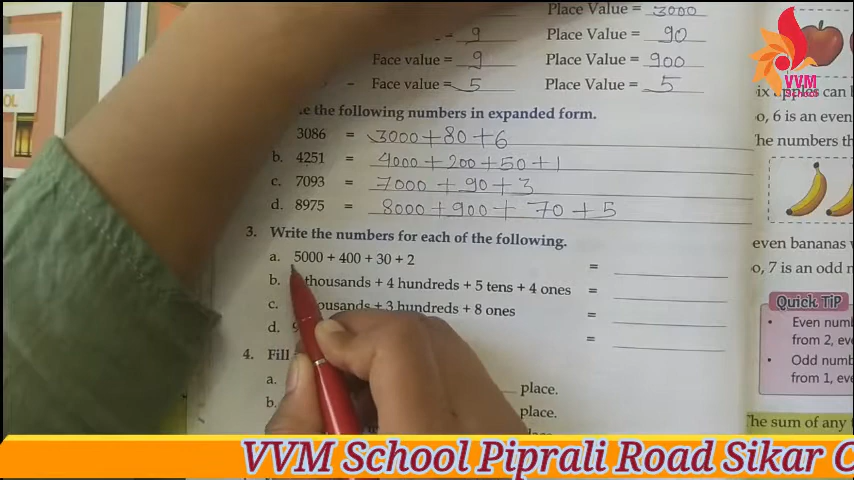 Place Value = 3000
= 9 Place Value = 90
Face value = 9 Place Value = 900
- Face value = 5 Place Value = 5
VVM
ix apples can
e the following numbers in expanded form.
o, 6 is an even
3086 = 3000+80+6
The numbers th
b. 4251 = 4000+200+50+1
c. 7093 = 7000+90+3
d. 8975 = 8000+900+70+5
3. Write the numbers for each of the following.
a. 5000 + 400 + 30 + 2 =
even bananas
b. thousands + 4 hundreds + 5 tens + 4 ones =
o, 7 is an odd n
c. ousands + 3 hundreds + 8 ones =
Quick TiP
d. 9 =
• Even numb
from 2, eve
4. Fill
• Odd numb
from 1, eve
a. place.
b. place.
The sum of any
VVM School Piprali Road Sikar C